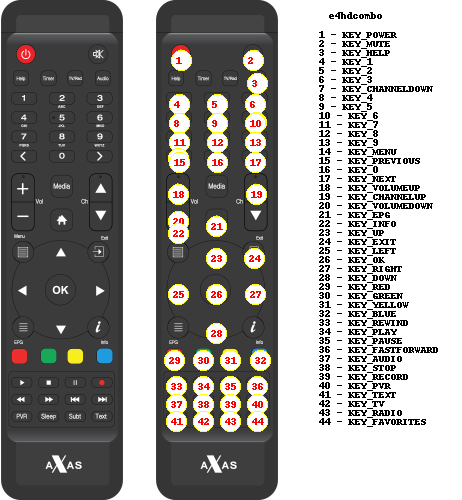 Help Timer TV/Rad Audio
1 2 3
ABC DEF
4 5 6
GHI JKL MNO
7 8 9
PQRS TUV WXYZ
0
+ Media
Vol Ch
−
Menu Exit
OK
i
EPG Info
PVR Sleep Subt Text
AXAS
1 2
Help Timer TV/Rad 3
4 5 6
8 9 10
11 12 13
15 16 17
Media
18 19
Vol Ch
20 21
22
Exit
23 24
25 26 27
28
i
EPG Info
29 30 31 32
33 34 35 36
37 38 39 40
41 42 43 44
AXAS
e4hdcombo
1 - KEY_POWER
2 - KEY_MUTE
3 - KEY_HELP
4 - KEY_1
5 - KEY_2
6 - KEY_3
7 - KEY_CHANNELDOWN
8 - KEY_4
9 - KEY_5
10 - KEY_6
11 - KEY_7
12 - KEY_8
13 - KEY_9
14 - KEY_MENU
15 - KEY_PREVIOUS
16 - KEY_0
17 - KEY_NEXT
18 - KEY_VOLUMEUP
19 - KEY_CHANNELUP
20 - KEY_VOLUMEDOWN
21 - KEY_EPG
22 - KEY_INFO
23 - KEY_UP
24 - KEY_EXIT
25 - KEY_LEFT
26 - KEY_OK
27 - KEY_RIGHT
28 - KEY_DOWN
29 - KEY_RED
30 - KEY_GREEN
31 - KEY_YELLOW
32 - KEY_BLUE
33 - KEY_REWIND
34 - KEY_PLAY
35 - KEY_PAUSE
36 - KEY_FASTFORWARD
37 - KEY_AUDIO
38 - KEY_STOP
39 - KEY_RECORD
40 - KEY_PVR
41 - KEY_TEXT
42 - KEY_TV
43 - KEY_RADIO
44 - KEY_FAVORITES